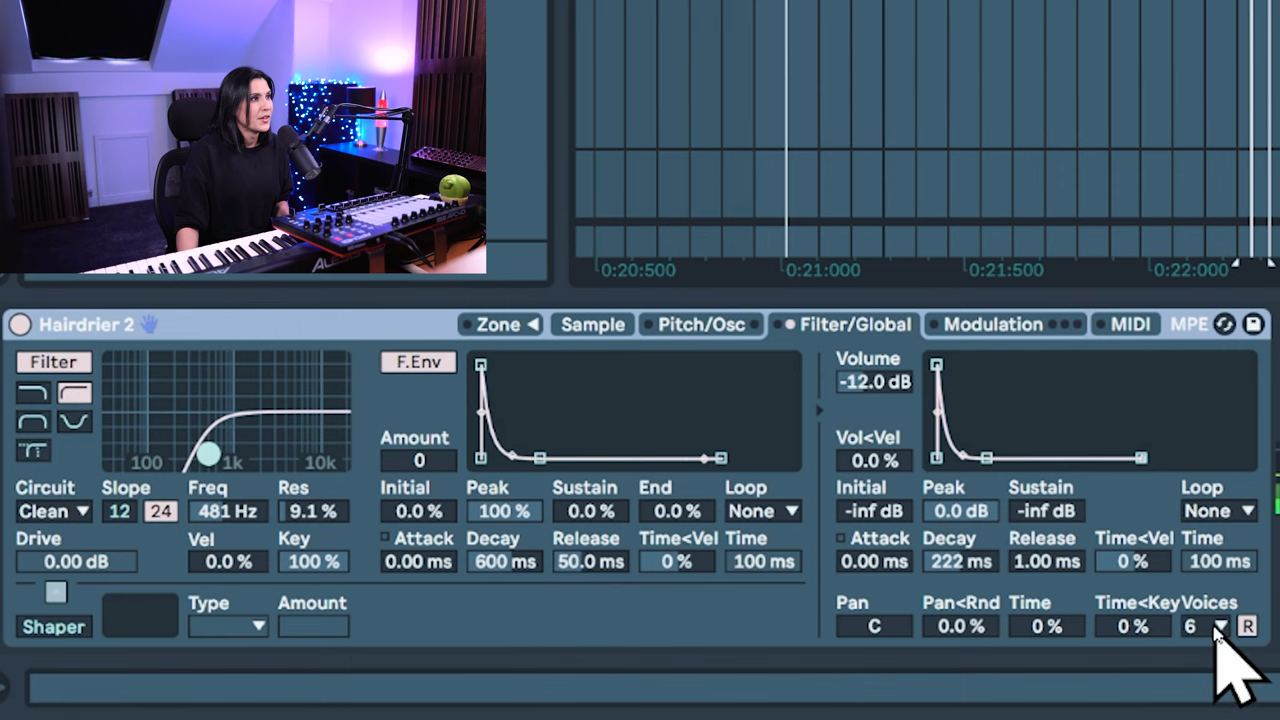 0:20:500 0:21:000 0:21:500 0:22:000
Hairdrier 2 Zone Sample Pitch/Osc Filter/Global Modulation MIDI MPE
Filter F.Env Volume
-12.0 dB
Amount Vol<Vel
100 1k 10k 0 0.0 %
Circuit Slope Freq Res Initial Peak Sustain End Loop Initial Peak Sustain Loop
Clean 12 24 481 Hz 9.1 % 0.0 % 100 % 0.0 % 0.0 % None -inf dB 0.0 dB -inf dB None
Drive Vel Key Attack Decay Release Time<Vel Time Attack Decay Release Time<Vel Time
0.00 dB 0.0 % 100 % 0.00 ms 600 ms 50.0 ms 0 % 100 ms 0.00 ms 222 ms 1.00 ms 0 % 100 ms
Type Amount Pan Pan<Rnd Time Time<Key Voices
Shaper C 0.0 % 0 % 0 % 6 R